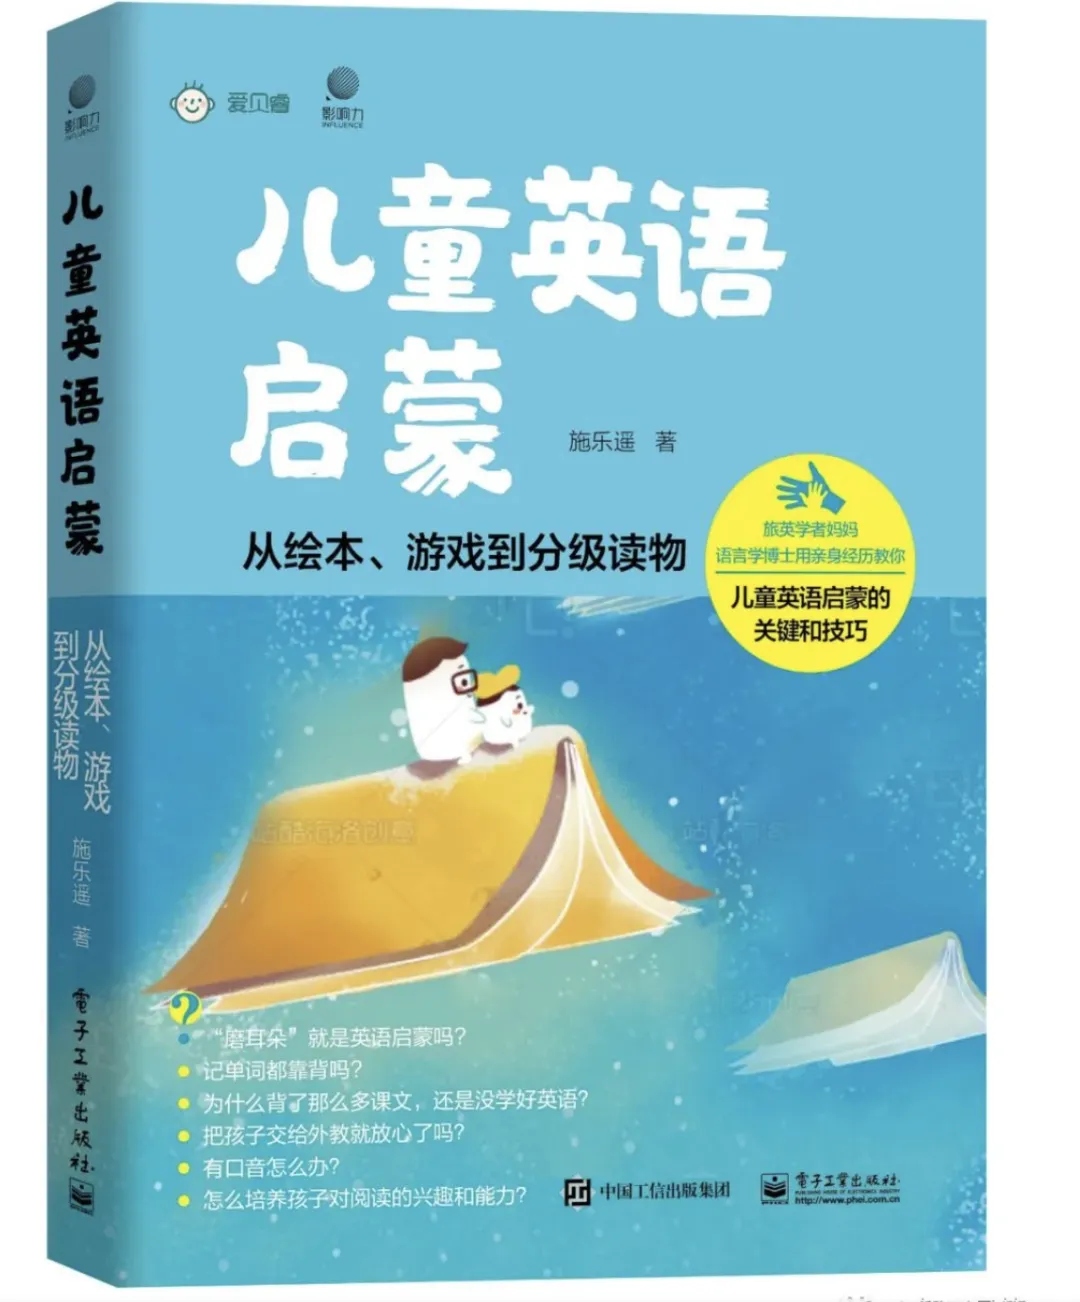 影响力
INFLUENCE
儿童英语启蒙
从绘本、游戏
到分级读物
施乐遥 著
電子工業出版社.
爱贝睿
影响力
INFLUENCE
儿童英语
启蒙
施乐遥 著
从绘本、游戏到分级读物
旅英学者妈妈
语言学博士用亲身经历教你
儿童英语启蒙的
关键和技巧
“磨耳朵”就是英语启蒙吗?
记单词都靠背吗?
为什么背了那么多课文，还是没学好英语?
把孩子交给外教就放心了吗?
有口音怎么办?
怎么培养孩子对阅读的兴趣和能力?
中国工信出版集团
電子工業出版社.
PUBLISHING HOUSE OF ELECTRONICS INDUSTRY
http://www.phei.com.cn